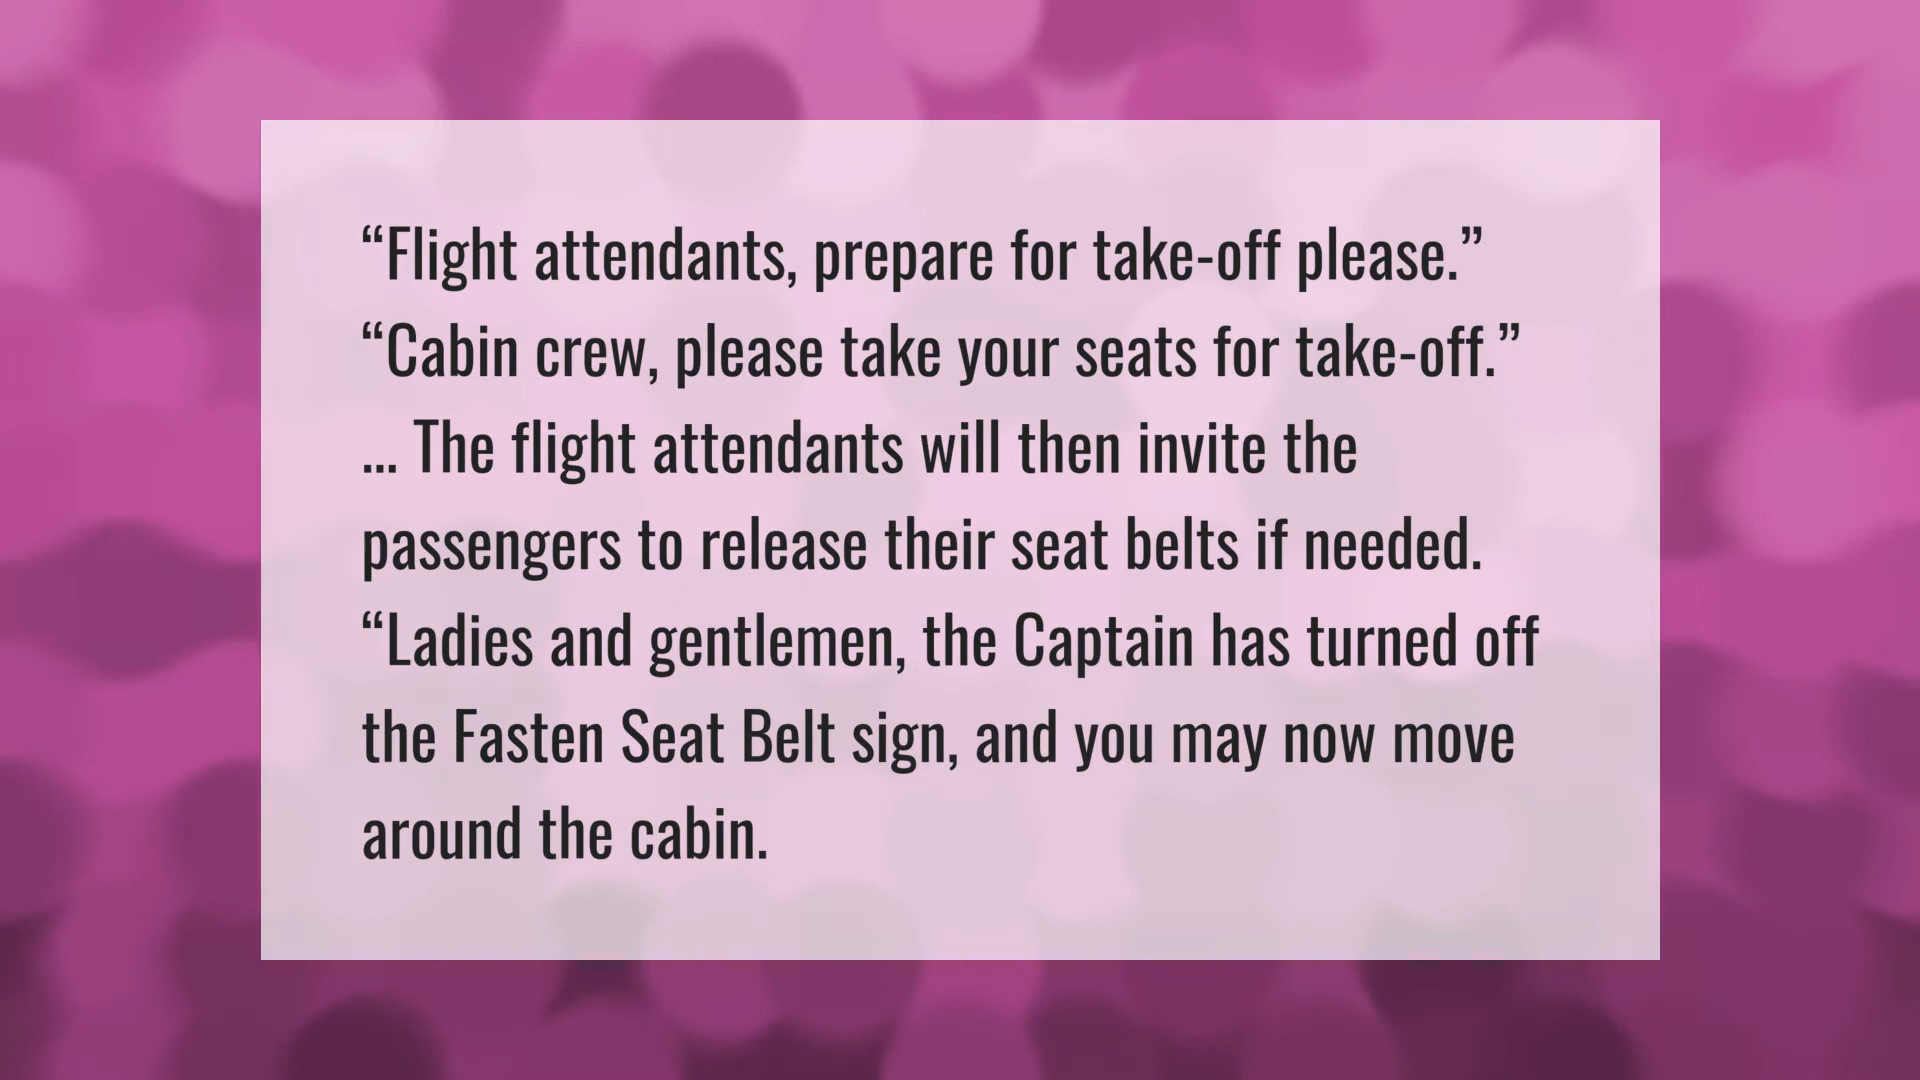 “Flight attendants, prepare for take-off please.”
“Cabin crew, please take your seats for take-off.”
... The flight attendants will then invite the
passengers to release their seat belts if needed.
“Ladies and gentlemen, the Captain has turned off
the Fasten Seat Belt sign, and you may now move
around the cabin.